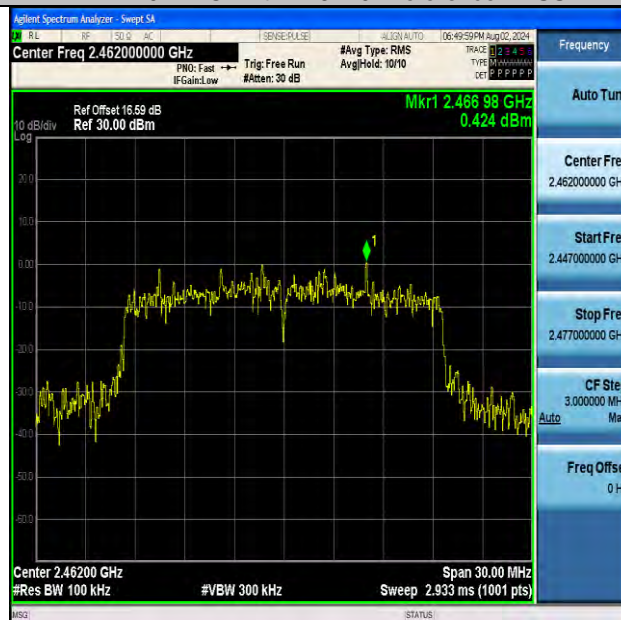 Agilent Spectrum Analyzer - Swept SA
RL RF 50 Ω AC SENSE:PULSE ALIGN AUTO 06:49:59PM Aug 02, 2024
Center Freq 2.462000000 GHz
PNO: Fast
IFGain:Low
Trig: Free Run
#Atten: 30 dB
#Avg Type: RMS
Avg|Hold: 10/10
TRACE 1 2 3 4 5 6
TYPE M
DET P P P P P P
Ref Offset 16.59 dB
10 dB/div Ref 30.00 dBm
Log
Mkr1 2.466 98 GHz
0.424 dBm
20.0
10.0
0.00
-10.0
-20.0
-30.0
-40.0
-50.0
-60.0
1
Center 2.46200 GHz Span 30.00 MHz
#Res BW 100 kHz #VBW 300 kHz Sweep 2.933 ms (1001 pts)
MSG STATUS
Frequency
Auto Tun
Center Fre
2.462000000 GH
Start Fre
2.447000000 GH
Stop Fre
2.477000000 GH
CF Ste
3.000000 MH
Auto Ma
Freq Offse
0 H